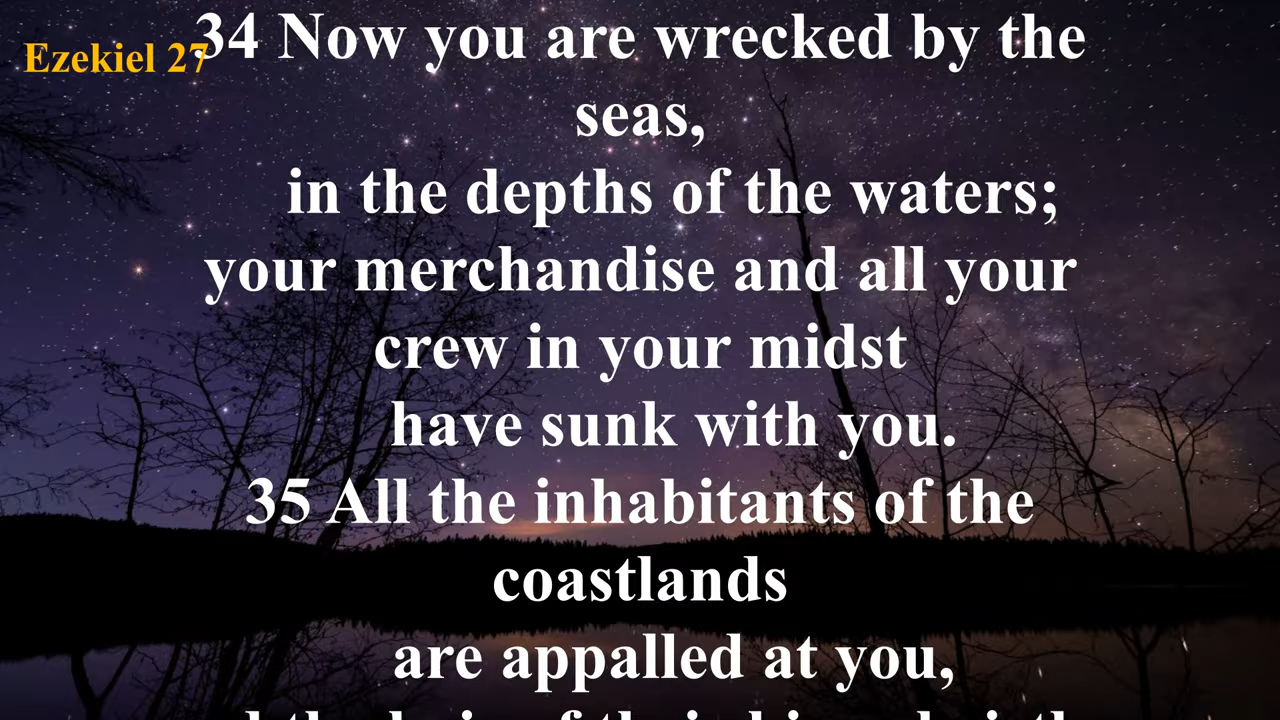 Ezekiel 27
34 Now you are wrecked by the
seas,
in the depths of the waters;
your merchandise and all your
crew in your midst
have sunk with you.
35 All the inhabitants of the
coastlands
are appalled at you,